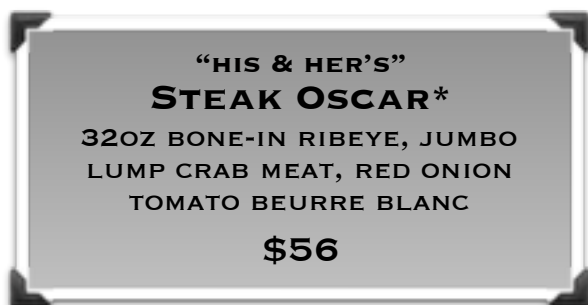 “HIS & HER’S”
STEAK OSCAR*
32OZ BONE-IN RIBEYE, JUMBO
LUMP CRAB MEAT, RED ONION
TOMATO BEURRE BLANC
$56